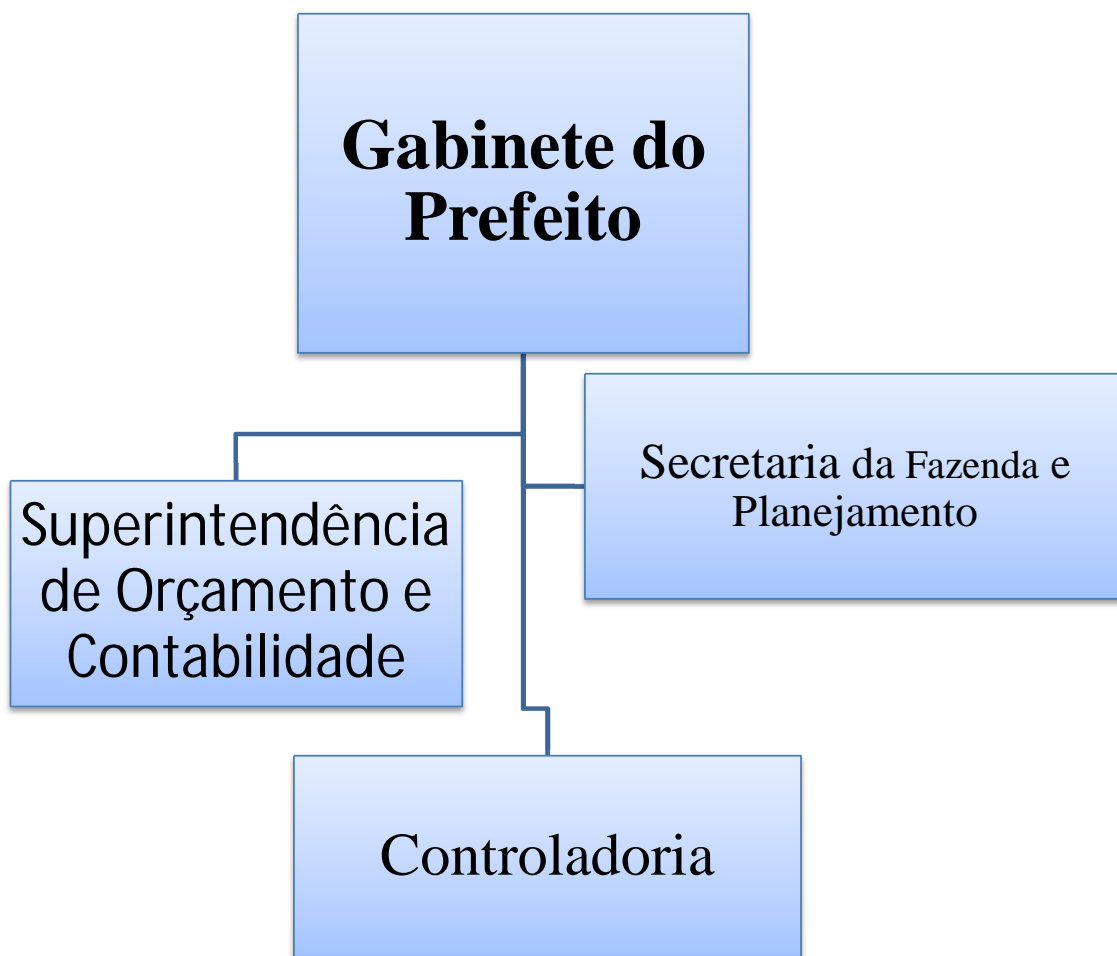 Gabinete do
Prefeito
Secretaria da Fazenda e
Planejamento
Superintendência
de Orçamento e
Contabilidade
Controladoria